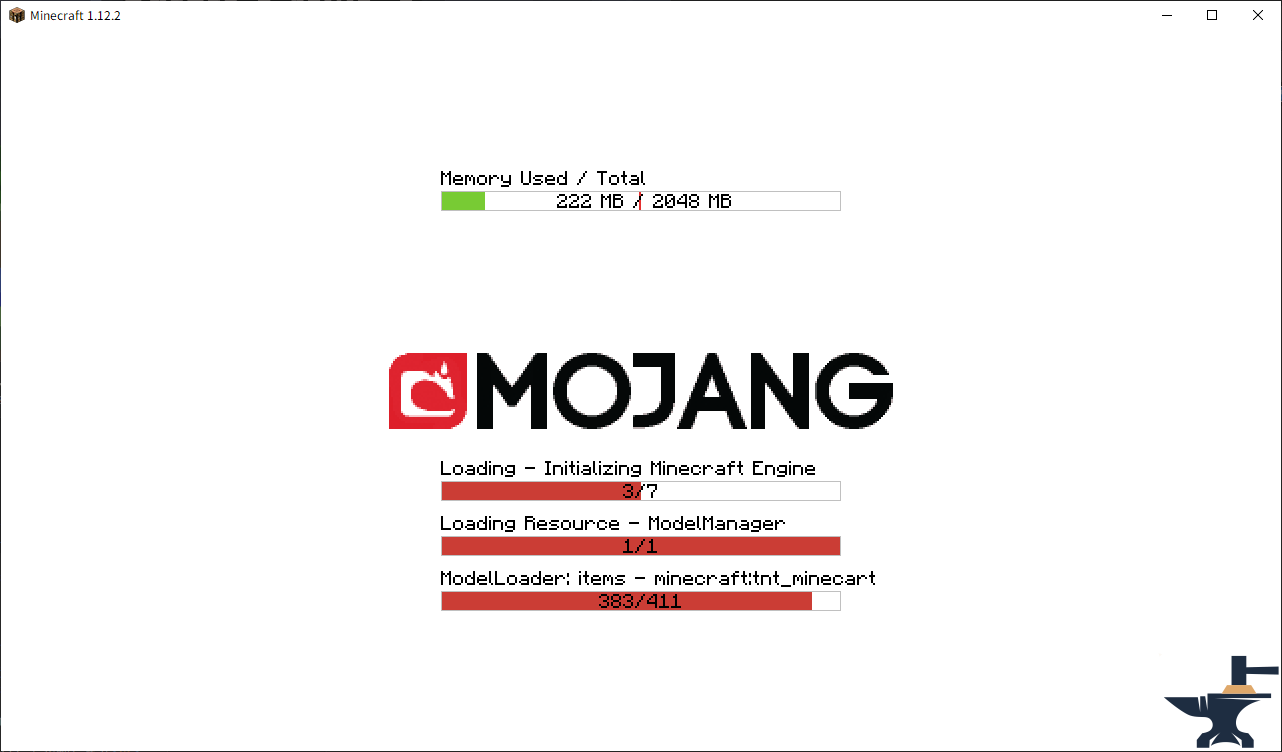 Minecraft 1.12.2
Memory Used / Total
222 MB / 2048 MB
MOJANG
Loading - Initializing Minecraft Engine
3/7
Loading Resource - ModelManager
1/1
ModelLoader: items - minecraft:tnt_minecart
383/411